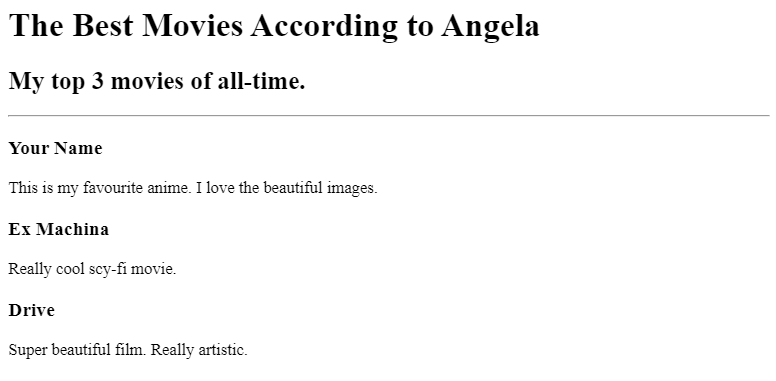 The Best Movies According to Angela
My top 3 movies of all-time.
Your Name
This is my favourite anime. I love the beautiful images.
Ex Machina
Really cool scy-fi movie.
Drive
Super beautiful film. Really artistic.